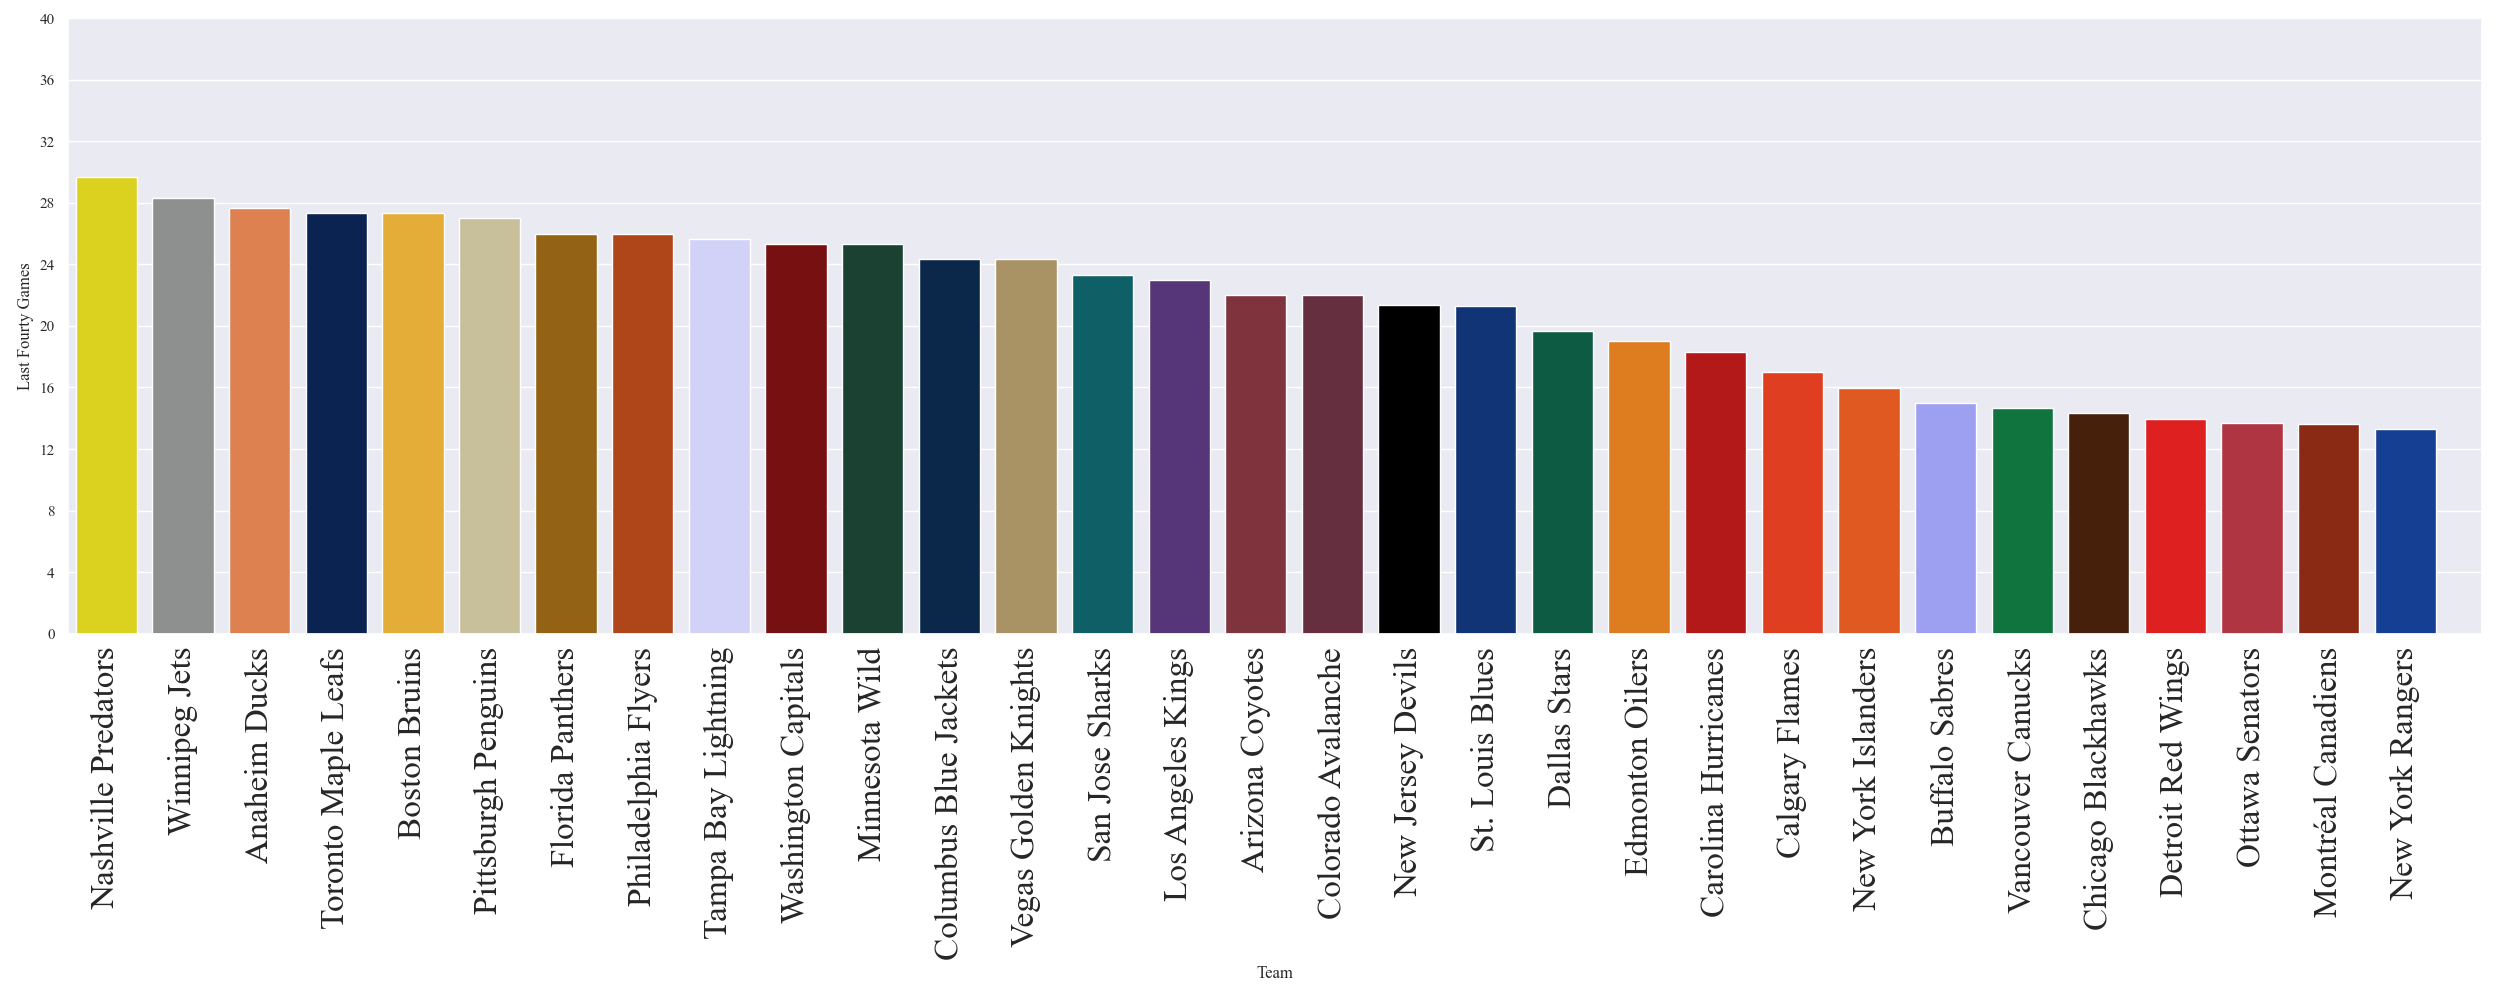 40
36
32
28
24
20
16
12
8
4
0
Last Fourty Games
Nashville Predators
Winnipeg Jets
Anaheim Ducks
Toronto Maple Leafs
Boston Bruins
Pittsburgh Penguins
Florida Panthers
Philadelphia Flyers
Tampa Bay Lightning
Washington Capitals
Minnesota Wild
Columbus Blue Jackets
Vegas Golden Knights
San Jose Sharks
Los Angeles Kings
Arizona Coyotes
Colorado Avalanche
New Jersey Devils
St. Louis Blues
Dallas Stars
Edmonton Oilers
Carolina Hurricanes
Calgary Flames
New York Islanders
Buffalo Sabres
Vancouver Canucks
Chicago Blackhawks
Detroit Red Wings
Ottawa Senators
Montréal Canadiens
New York Rangers
Team